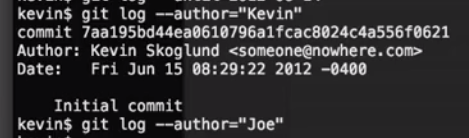 kevin$ git log --author="Kevin"
commit 7aa195bd44ea0610796a1fcac8024c4a556f0621
Author: Kevin Skoglund <someone@nowhere.com>
Date:   Fri Jun 15 08:29:22 2012 -0400
    Initial commit
kevin$ git log --author="Joe"